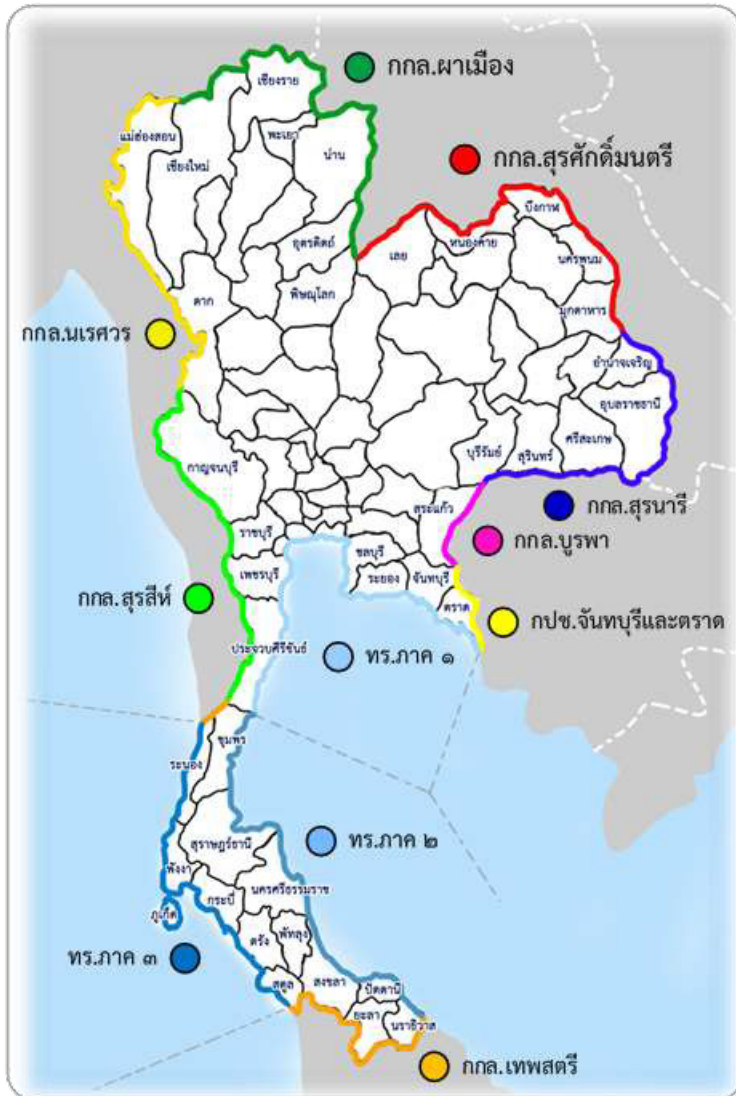 กกล.ผาเมือง
เชียงราย
แม่ฮ่องสอน
พะเยา
น่าน
เชียงใหม่
กกล.สุรศักดิ์มนตรี
บึงกาฬ
อุตรดิตถ์
หนองคาย
เลย
นครพนม
ตาก
พิษณุโลก
มุกดาหาร
กกล.นเรศวร
อำนาจเจริญ
อุบลราชธานี
ศรีสะเกษ
บุรีรัมย์
สุรินทร์
กาญจนบุรี
สระแก้ว
กกล.สุรนารี
ราชบุรี
กกล.บูรพา
ชลบุรี
เพชรบุรี
ระยอง
จันทบุรี
กกล.สุรสีห์
ตราด
กปช.จันทบุรีและตราด
ประจวบคีรีขันธ์
ทร.ภาค ๑
ชุมพร
ระนอง
สุราษฎร์ธานี
ทร.ภาค ๒
พังงา
นครศรีธรรมราช
กระบี่
ภูเก็ต
ตรัง
พัทลุง
ทร.ภาค ๓
สตูล
สงขลา
ปัตตานี
ยะลา
นราธิวาส
กกล.เทพสตรี